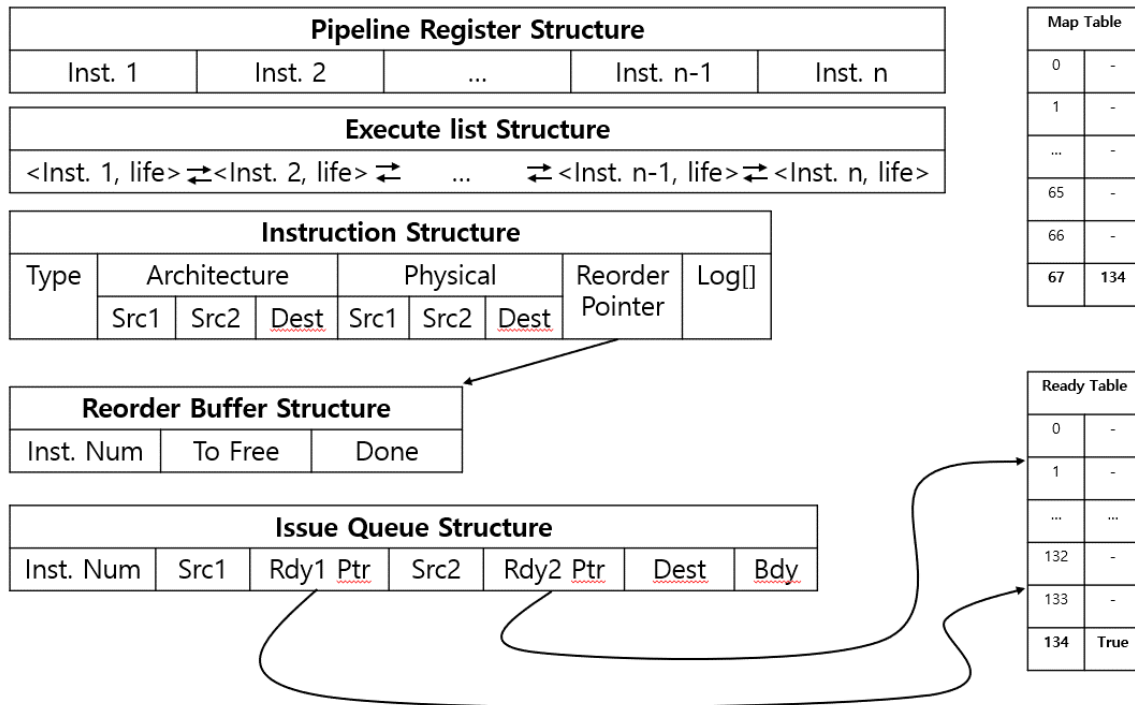 Pipeline Register Structure
Inst. 1 Inst. 2 ... Inst. n-1 Inst. n
Execute list Structure
<Inst. 1, life> ⇄ <Inst. 2, life> ⇄ ... ⇄ <Inst. n-1, life> ⇄ <Inst. n, life>
Instruction Structure
Type Architecture Physical Reorder Pointer Log[]
Src1 Src2 Dest Src1 Src2 Dest
Reorder Buffer Structure
Inst. Num To Free Done
Issue Queue Structure
Inst. Num Src1 Rdy1 Ptr Src2 Rdy2 Ptr Dest Bdy
Map Table
0 -
1 -
... -
65 -
66 -
67 134
Ready Table
0 -
1 -
... ...
132 -
133 -
134 True